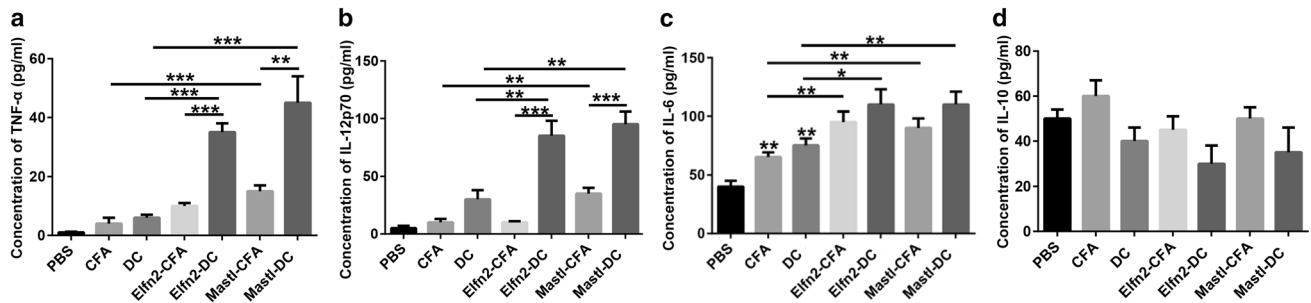 a
Concentration of TNF-α (pg/ml)
60
40
20
0
***
***
**
***
***
PBS
CFA
DC
Elfn2-CFA
Elfn2-DC
Mastl-CFA
Mastl-DC
b
Concentration of IL-12p70 (pg/ml)
150
100
50
0
**
**
**
***
***
PBS
CFA
DC
Elfn2-CFA
Elfn2-DC
Mastl-CFA
Mastl-DC
c
Concentration of IL-6 (pg/ml)
150
100
50
0
**
**
*
**
**
**
PBS
CFA
DC
Elfn2-CFA
Elfn2-DC
Mastl-CFA
Mastl-DC
d
Concentration of IL-10 (pg/ml)
80
60
40
20
0
PBS
CFA
DC
Elfn2-CFA
Elfn2-DC
Mastl-CFA
Mastl-DC